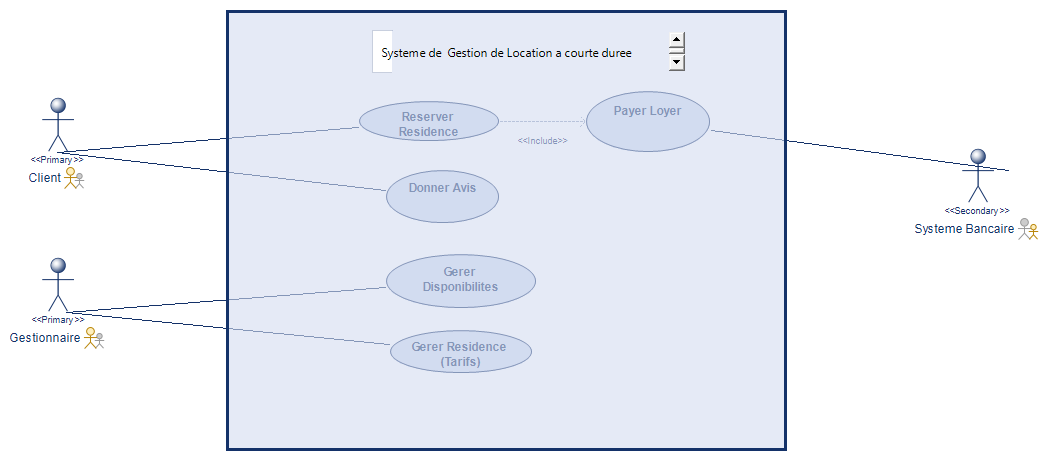 Systeme de Gestion de Location a courte duree
Reserver
Residence
<<Include>>
Payer Loyer
<<Primary>>
Client
Donner Avis
<<Secondary>>
Systeme Bancaire
Gerer
Disponibilites
<<Primary>>
Gestionnaire
Gerer Residence
(Tarifs)